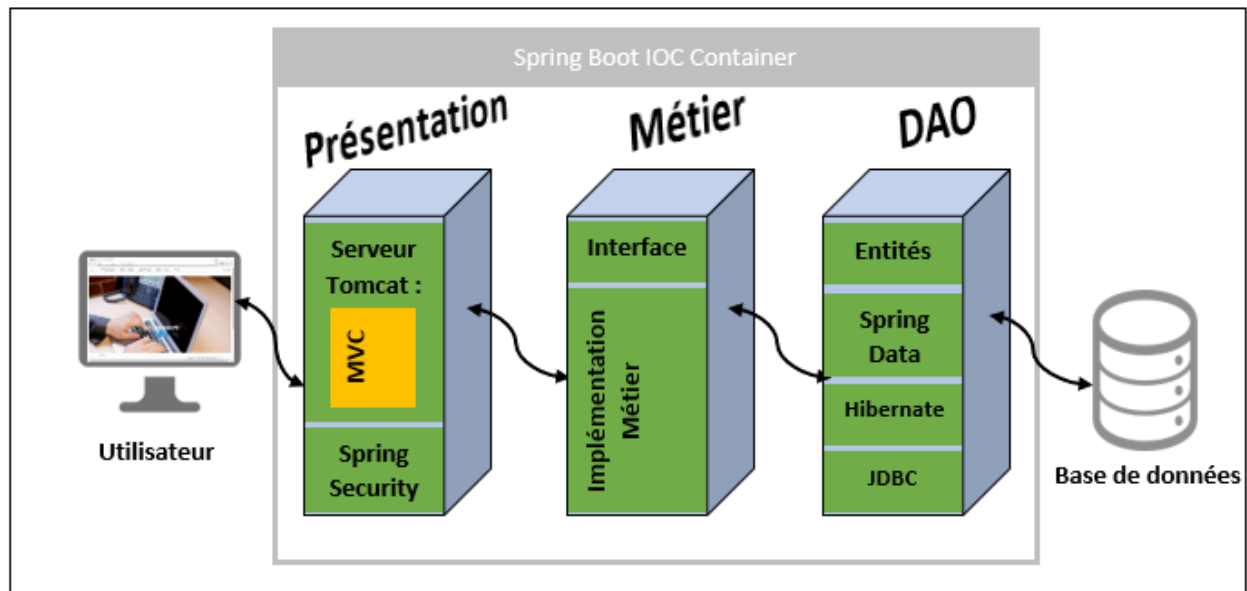 Spring Boot IOC Container
Présentation
Métier
DAO
Serveur
Tomcat :
MVC
Spring
Security
Interface
Implémentation
Métier
Entités
Spring
Data
Hibernate
JDBC
Utilisateur
Base de données